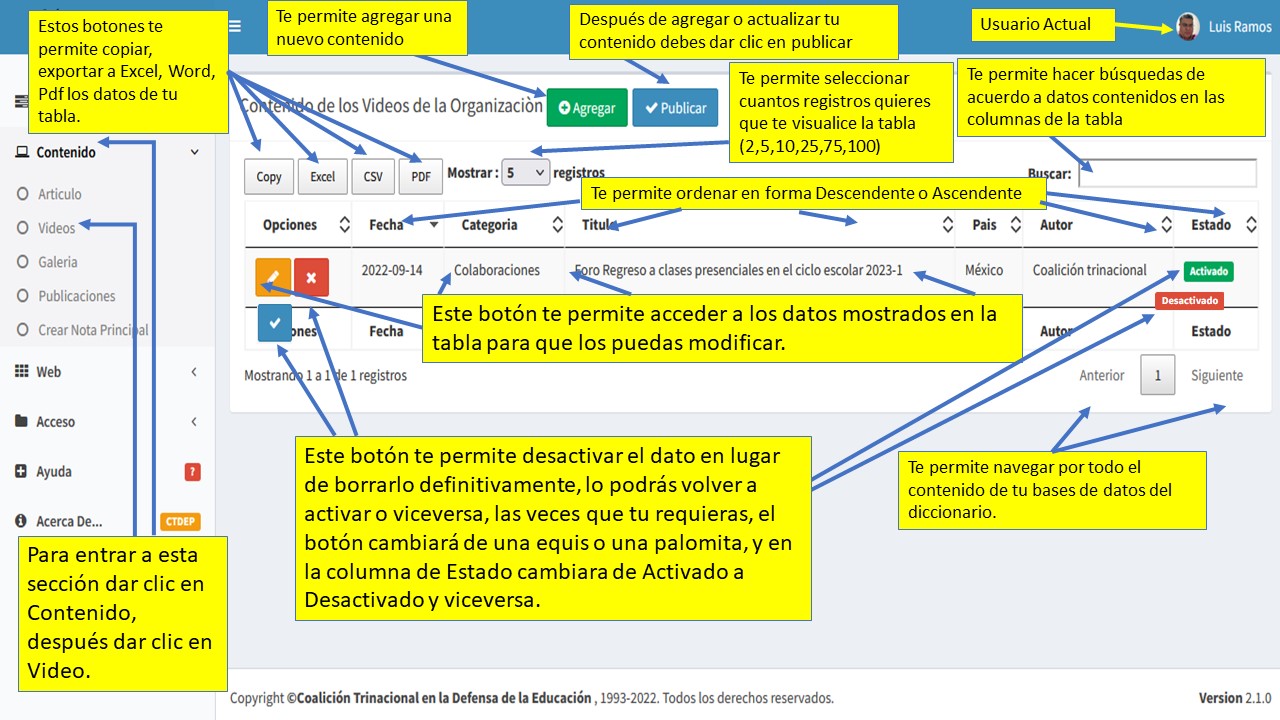 Estos botones te
permite copiar,
exportar a Excel, Word,
Pdf los datos de tu
tabla.
Te permite agregar una
nuevo contenido
Después de agregar o actualizar tu
contenido debes dar clic en publicar
Usuario Actual
Luis Ramos
Te permite seleccionar
cuantos registros quieres
que te visualice la tabla
(2,5,10,25,75,100)
Te permite hacer búsquedas de
acuerdo a datos contenidos en las
columnas de la tabla
Contenido de los Videos de la Organizaciòn
Agregar
Publicar
Contenido
Articulo
Videos
Galeria
Publicaciones
Crear Nota Principal
Web
Acceso
Ayuda ?
Acerca De... CTDEP
Copy Excel CSV PDF
Mostrar : 5 registros
Buscar:
Te permite ordenar en forma Descendente o Ascendente
Opciones Fecha Categoria Titulo Pais Autor Estado
2022-09-14 Colaboraciones Foro Regreso a clases presenciales en el ciclo escolar 2023-1 México Coalición trinacional Activado
Desactivado
Este botón te permite acceder a los datos mostrados en la
tabla para que los puedas modificar.
Fecha Autor Estado
Mostrando 1 a 1 de 1 registros
Anterior 1 Siguiente
Este botón te permite desactivar el dato en lugar
de borrarlo definitivamente, lo podrás volver a
activar o viceversa, las veces que tu requieras, el
botón cambiará de una equis o una palomita, y en
la columna de Estado cambiara de Activado a
Desactivado y viceversa.
Te permite navegar por todo el
contenido de tu bases de datos del
diccionario.
Para entrar a esta
sección dar clic en
Contenido,
después dar clic en
Video.
Copyright ©Coalición Trinacional en la Defensa de la Educación , 1993-2022. Todos los derechos reservados.
Version 2.1.0